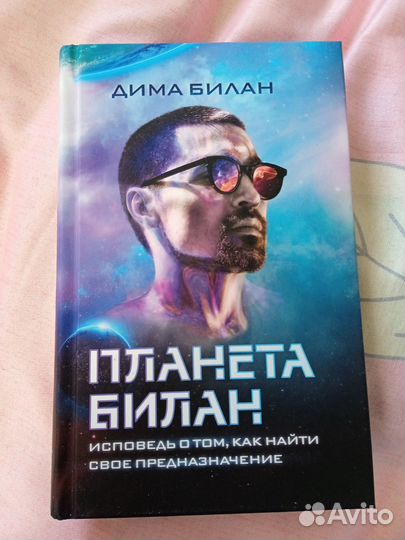 ДИМА БИЛАН
ПЛАНЕТА
БИЛАН
ИСПОВЕДЬ О ТОМ, КАК НАЙТИ
СВОЕ ПРЕДНАЗНАЧЕНИЕ
Avito